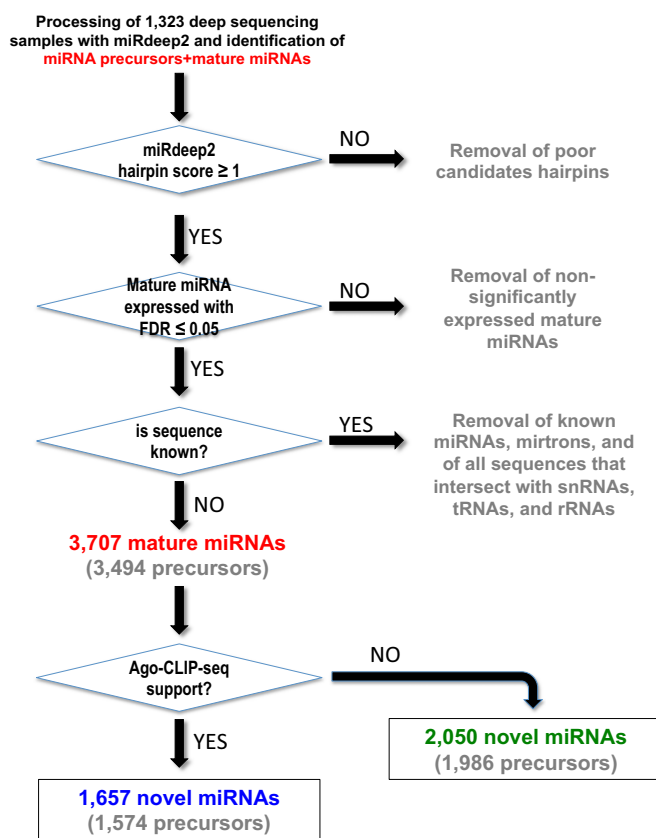 Processing of 1,323 deep sequencing
samples with miRdeep2 and identification of
miRNA precursors+mature miRNAs
miRdeep2
hairpin score ≥ 1
NO
Removal of poor
candidates hairpins
YES
Mature miRNA
expressed with
FDR ≤ 0.05
NO
Removal of non-
significantly
expressed mature
miRNAs
YES
is sequence
known?
YES
Removal of known
miRNAs, mirtrons, and
of all sequences that
intersect with snRNAs,
tRNAs, and rRNAs
NO
3,707 mature miRNAs
(3,494 precursors)
Ago-CLIP-seq
support?
NO
2,050 novel miRNAs
(1,986 precursors)
YES
1,657 novel miRNAs
(1,574 precursors)